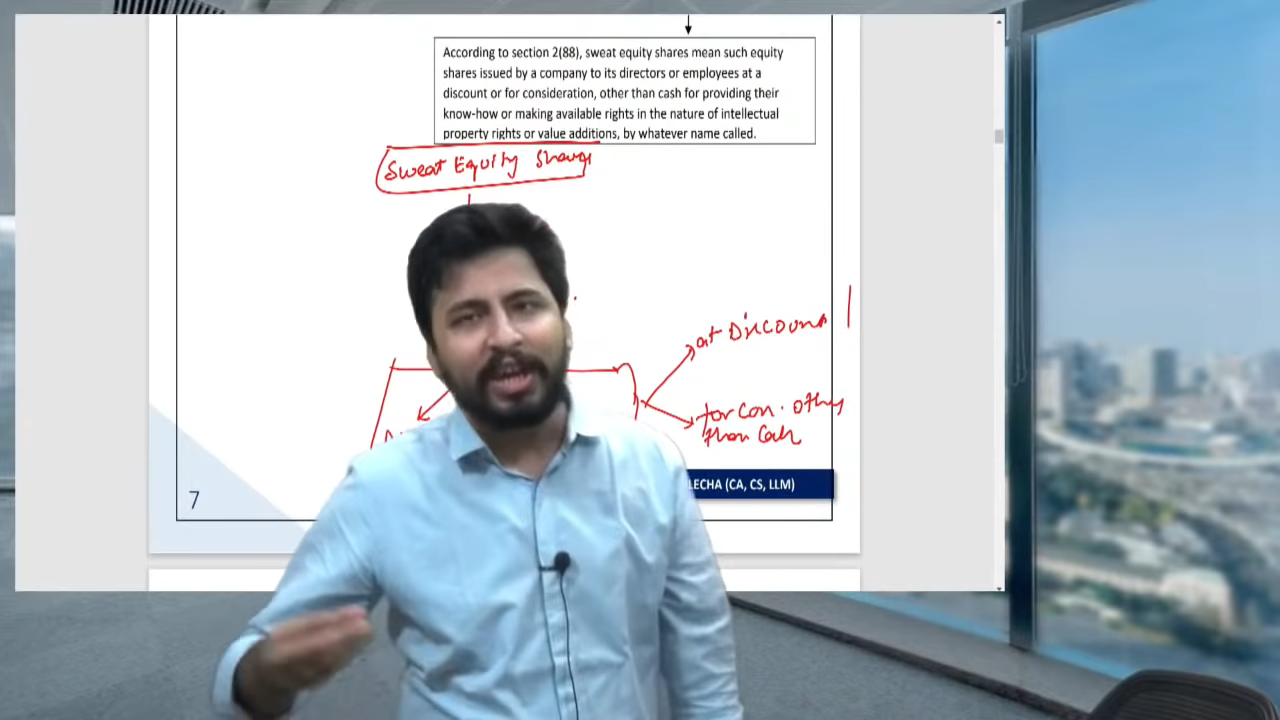 According to section 2(88), sweat equity shares mean such equity
shares issued by a company to its directors or employees at a
discount or for consideration, other than cash for providing their
know-how or making available rights in the nature of intellectual
property rights or value additions, by whatever name called.
Sweat Equity Shares
at Discount
for Con. other
than Cash
7
LECHA (CA, CS, LLM)